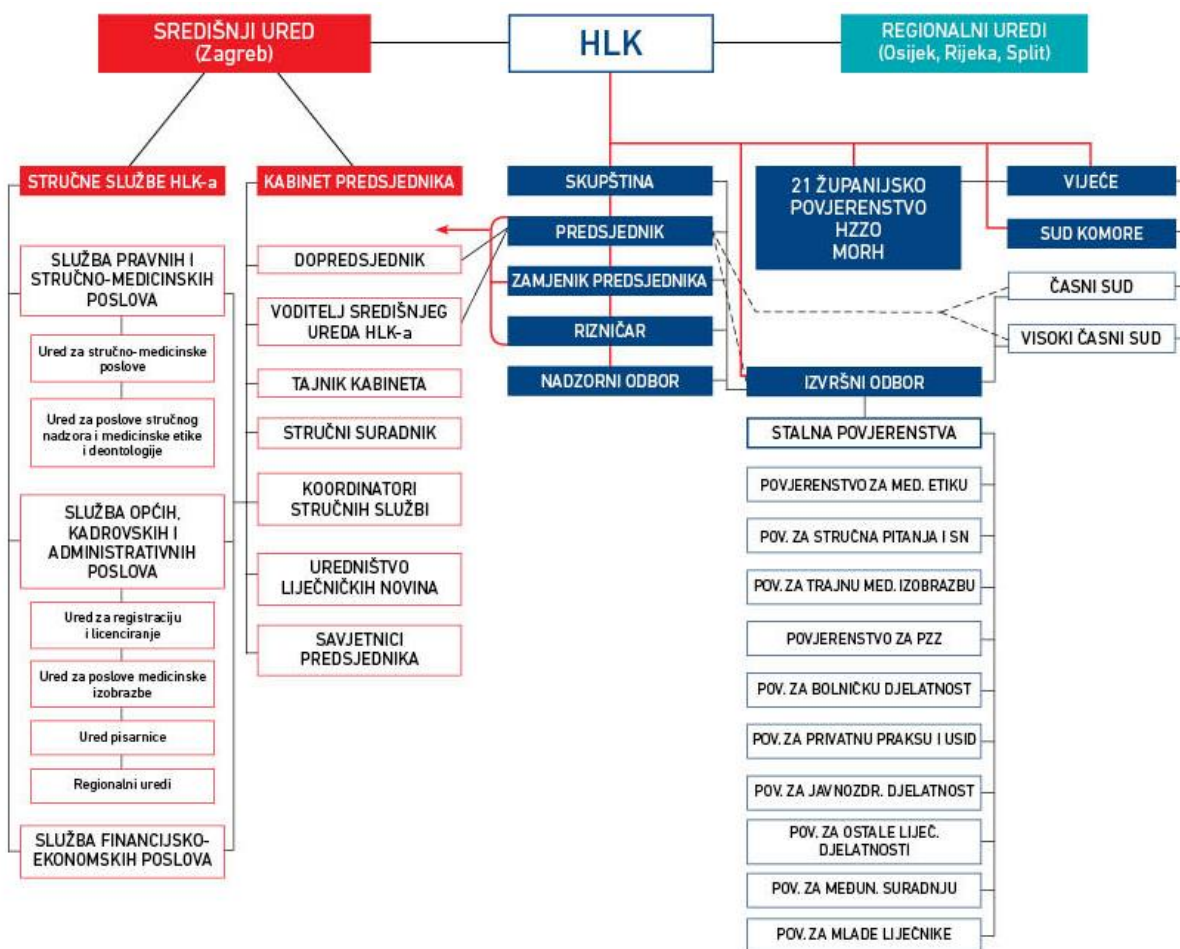 SREDIŠNJI URED
(Zagreb)
HLK
REGIONALNI UREDI
(Osijek, Rijeka, Split)
STRUČNE SLUŽBE HLK-a
SLUŽBA PRAVNIH I
STRUČNO-MEDICINSKIH
POSLOVA
Ured za stručno-medicinske
poslove
Ured za poslove stručnog
nadzora i medicinske etike
i deontologije
SLUŽBA OPĆIH,
KADROVSKIH I
ADMINISTRATIVNIH
POSLOVA
Ured za registraciju
i licenciranje
Ured za poslove medicinske
izobrazbe
Ured pisarnice
Regionalni uredi
SLUŽBA FINANCIJSKO-
EKONOMSKIH POSLOVA
KABINET PREDSJEDNIKA
DOPREDSJEDNIK
VODITELJ SREDIŠNJEG
UREDA HLK-a
TAJNIK KABINETA
STRUČNI SURADNIK
KOORDINATORI
STRUČNIH SLUŽBI
UREDNIŠTVO
LIJEČNIČKIH NOVINA
SAVJETNICI
PREDSJEDNIKA
SKUPŠTINA
PREDSJEDNIK
ZAMJENIK PREDSJEDNIKA
RIZNIČAR
NADZORNI ODBOR
21 ŽUPANIJSKO
POVJERENSTVO
HZZO
MORH
VIJEĆE
SUD KOMORE
ČASNI SUD
VISOKI ČASNI SUD
IZVRŠNI ODBOR
STALNA POVJERENSTVA
POVJERENSTVO ZA MED. ETIKU
POV. ZA STRUČNA PITANJA I SN
POV. ZA TRAJNU MED. IZOBRAZBU
POVJERENSTVO ZA PZZ
POV. ZA BOLNIČKU DJELATNOST
POV. ZA PRIVATNU PRAKSU I USID
POV. ZA JAVNOZDR. DJELATNOST
POV. ZA OSTALE LIJEČ.
DJELATNOSTI
POV. ZA MEĐUN. SURADNJU
POV. ZA MLADE LIJEČNIKE